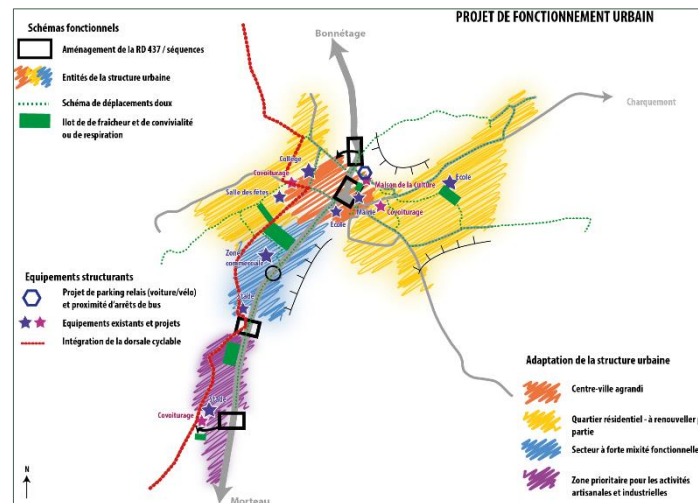 PROJET DE FONCTIONNEMENT URBAIN
Schémas fonctionnels
Aménagement de la RD 437 / séquences
Entités de la structure urbaine
Schéma de déplacements doux
Ilot de de fraîcheur et de convivialité
ou de respiration
Bonnétage
Charquemont
Collège
Covoiturage
Salle des fêtes
Maison de la Culture
Ecole
Mairie
Covoiturage
Ecole
Zone
commerciale
Stade
Equipements structurants
Projet de parking relais (voiture/vélo)
et proximité d'arrêts de bus
Equipements existants et projets
Intégration de la dorsale cyclable
Covoiturage
Morteau
N
Adaptation de la structure urbaine
Centre-ville agrandi
Quartier résidentiel - à renouveller
partie
Secteur à forte mixité fonctionnelle
Zone prioritaire pour les activités
artisanales et industrielles